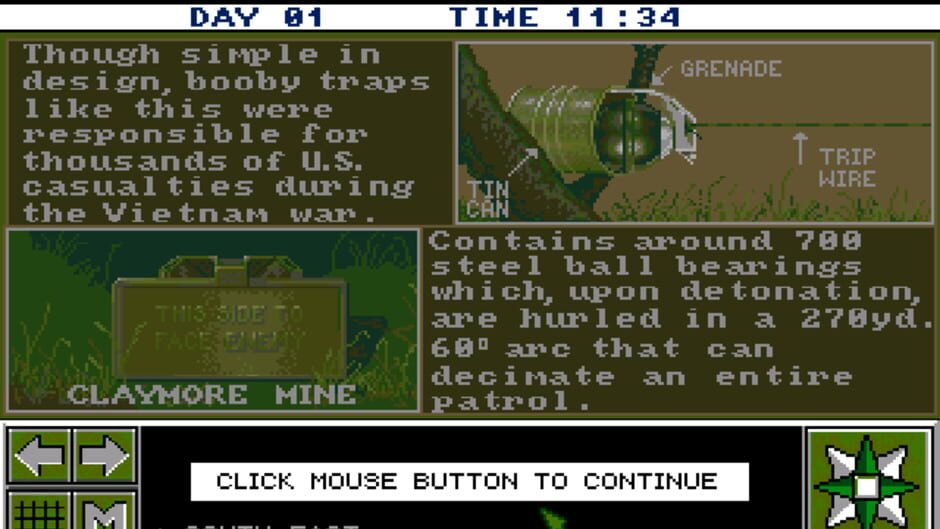 DAY 01 TIME 11:34
Though simple in
design, booby traps
like this were
responsible for
thousands of U.S.
casualties during
the Vietnam war.
GRENADE
TIN
CAN
TRIP
WIRE
THIS SIDE TO
FACE ENEMY
CLAYMORE MINE
Contains around 700
steel ball bearings
which, upon detonation,
are hurled in a 270yd.
60º arc that can
decimate an entire
patrol.
M
CLICK MOUSE BUTTON TO CONTINUE